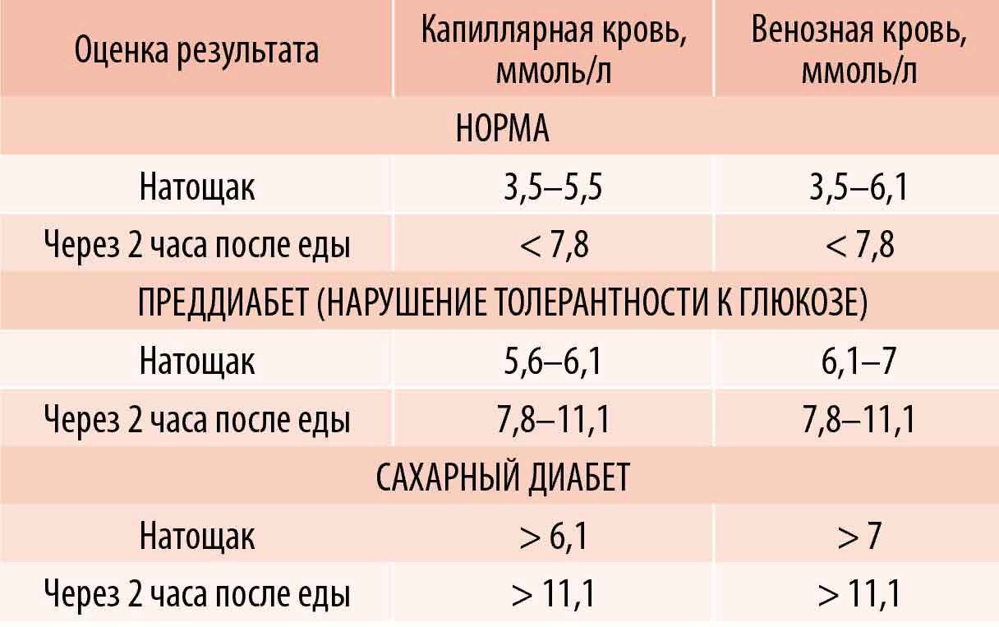 Оценка результата Капиллярная кровь, ммоль/л Венозная кровь, ммоль/л
НОРМА
Натощак 3,5–5,5 3,5–6,1
Через 2 часа после еды < 7,8 < 7,8
ПРЕДДИАБЕТ (НАРУШЕНИЕ ТОЛЕРАНТНОСТИ К ГЛЮКОЗЕ)
Натощак 5,6–6,1 6,1–7
Через 2 часа после еды 7,8–11,1 7,8–11,1
САХАРНЫЙ ДИАБЕТ
Натощак > 6,1 > 7
Через 2 часа после еды > 11,1 > 11,1